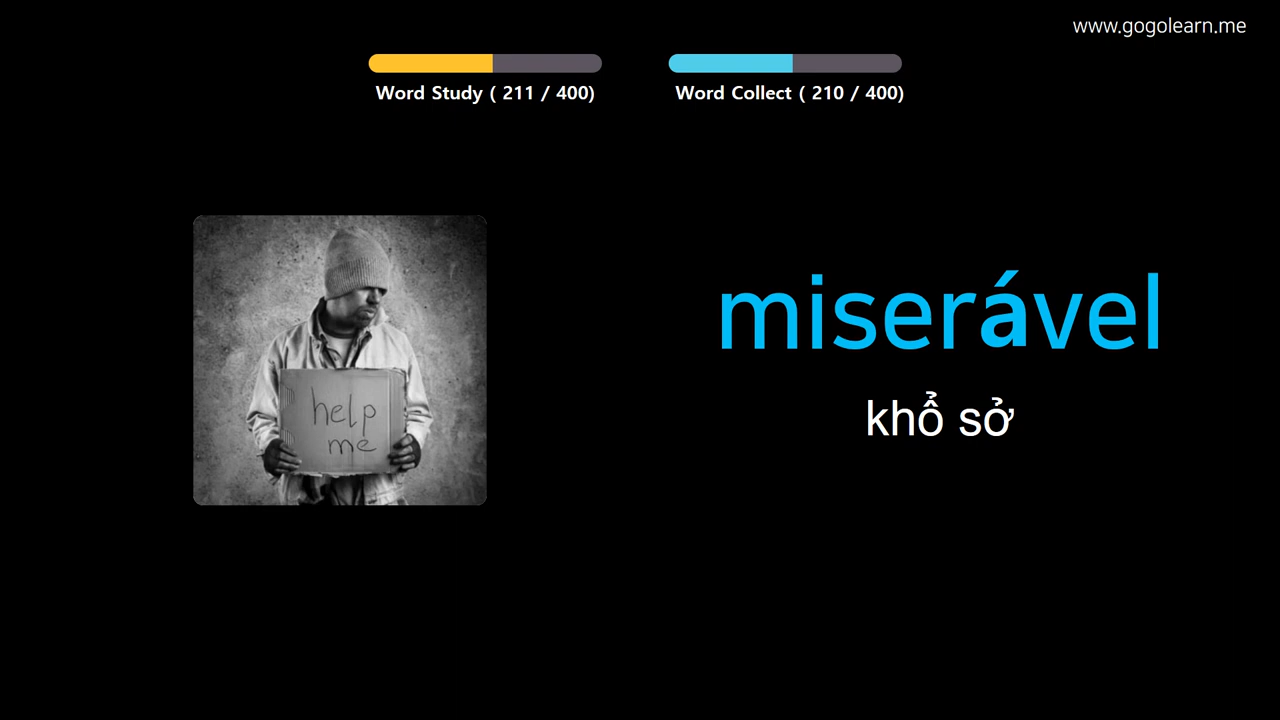 www.gogolearn.me
Word Study ( 211 / 400)
Word Collect ( 210 / 400)
miserável
khổ sở
help
me